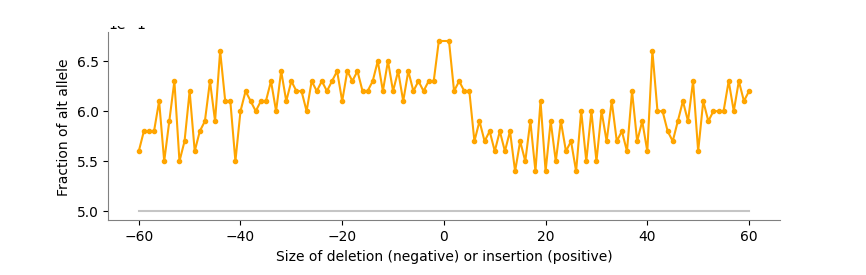 6.5
6.0
5.5
5.0
Fraction of alt allele
−60 −40 −20 0 20 40 60
Size of deletion (negative) or insertion (positive)